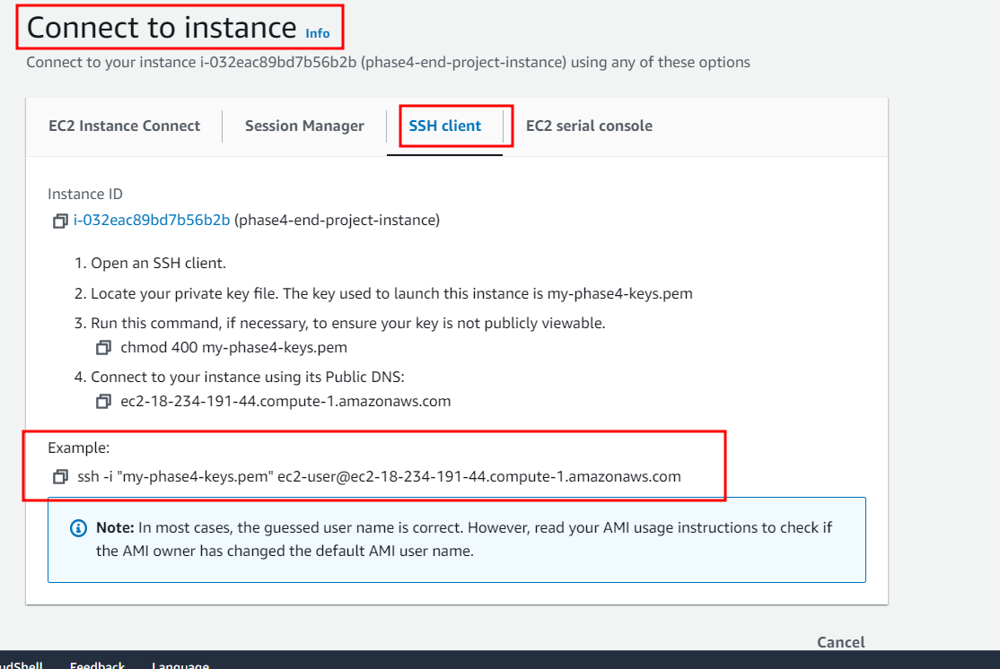 Connect to instance Info
Connect to your instance i-032eac89bd7b56b2b (phase4-end-project-instance) using any of these options
EC2 Instance Connect
Session Manager
SSH client
EC2 serial console
Instance ID
i-032eac89bd7b56b2b (phase4-end-project-instance)
1. Open an SSH client.
2. Locate your private key file. The key used to launch this instance is my-phase4-keys.pem
3. Run this command, if necessary, to ensure your key is not publicly viewable.
chmod 400 my-phase4-keys.pem
4. Connect to your instance using its Public DNS:
ec2-18-234-191-44.compute-1.amazonaws.com
Example:
ssh -i "my-phase4-keys.pem" ec2-user@ec2-18-234-191-44.compute-1.amazonaws.com
Note: In most cases, the guessed user name is correct. However, read your AMI usage instructions to check if
the AMI owner has changed the default AMI user name.
Cancel
udShell Feedback Language